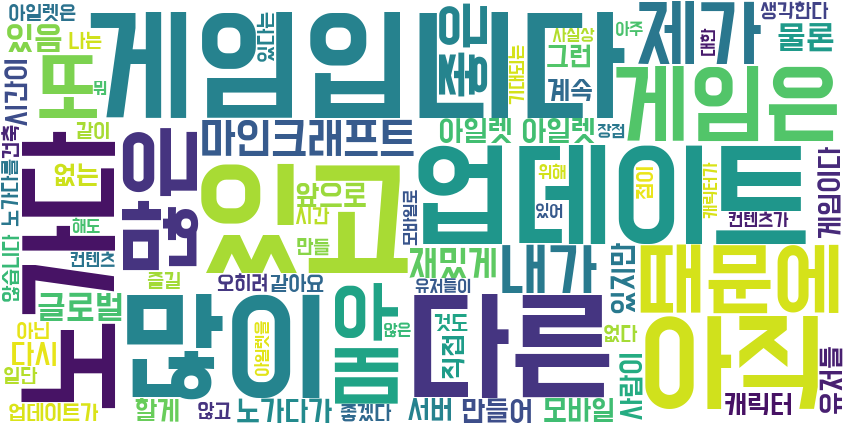 아일렛은
있음
나는
또
뭐
게임입니다
있다는
좋은
기대되는
사실상
그런
계속
아주
제가
대한
생각한다
물론
게임은
시간이
건축
같이
없는
노가다를
노가다
해도
컨텐츠
않습니다
유험
마인크래프트
있고
앞으로
시간
만들
즐길
모바일로
아일렛 아일렛
장점
업데이트
위해
있어
점이
캐릭터가
컨텐츠가
게임이다
오히려
같아요
재밌게
유저들이
내가
있지만
때문에
글로벌
아닌
다시
일단
업데이트가
많이
아일렛을
할게
않고
노가다가
좋겠다
아
맵
않은
다른
것도
직접
서버
만들어
모바일
없다
사람이
아직
캐릭터
유저들